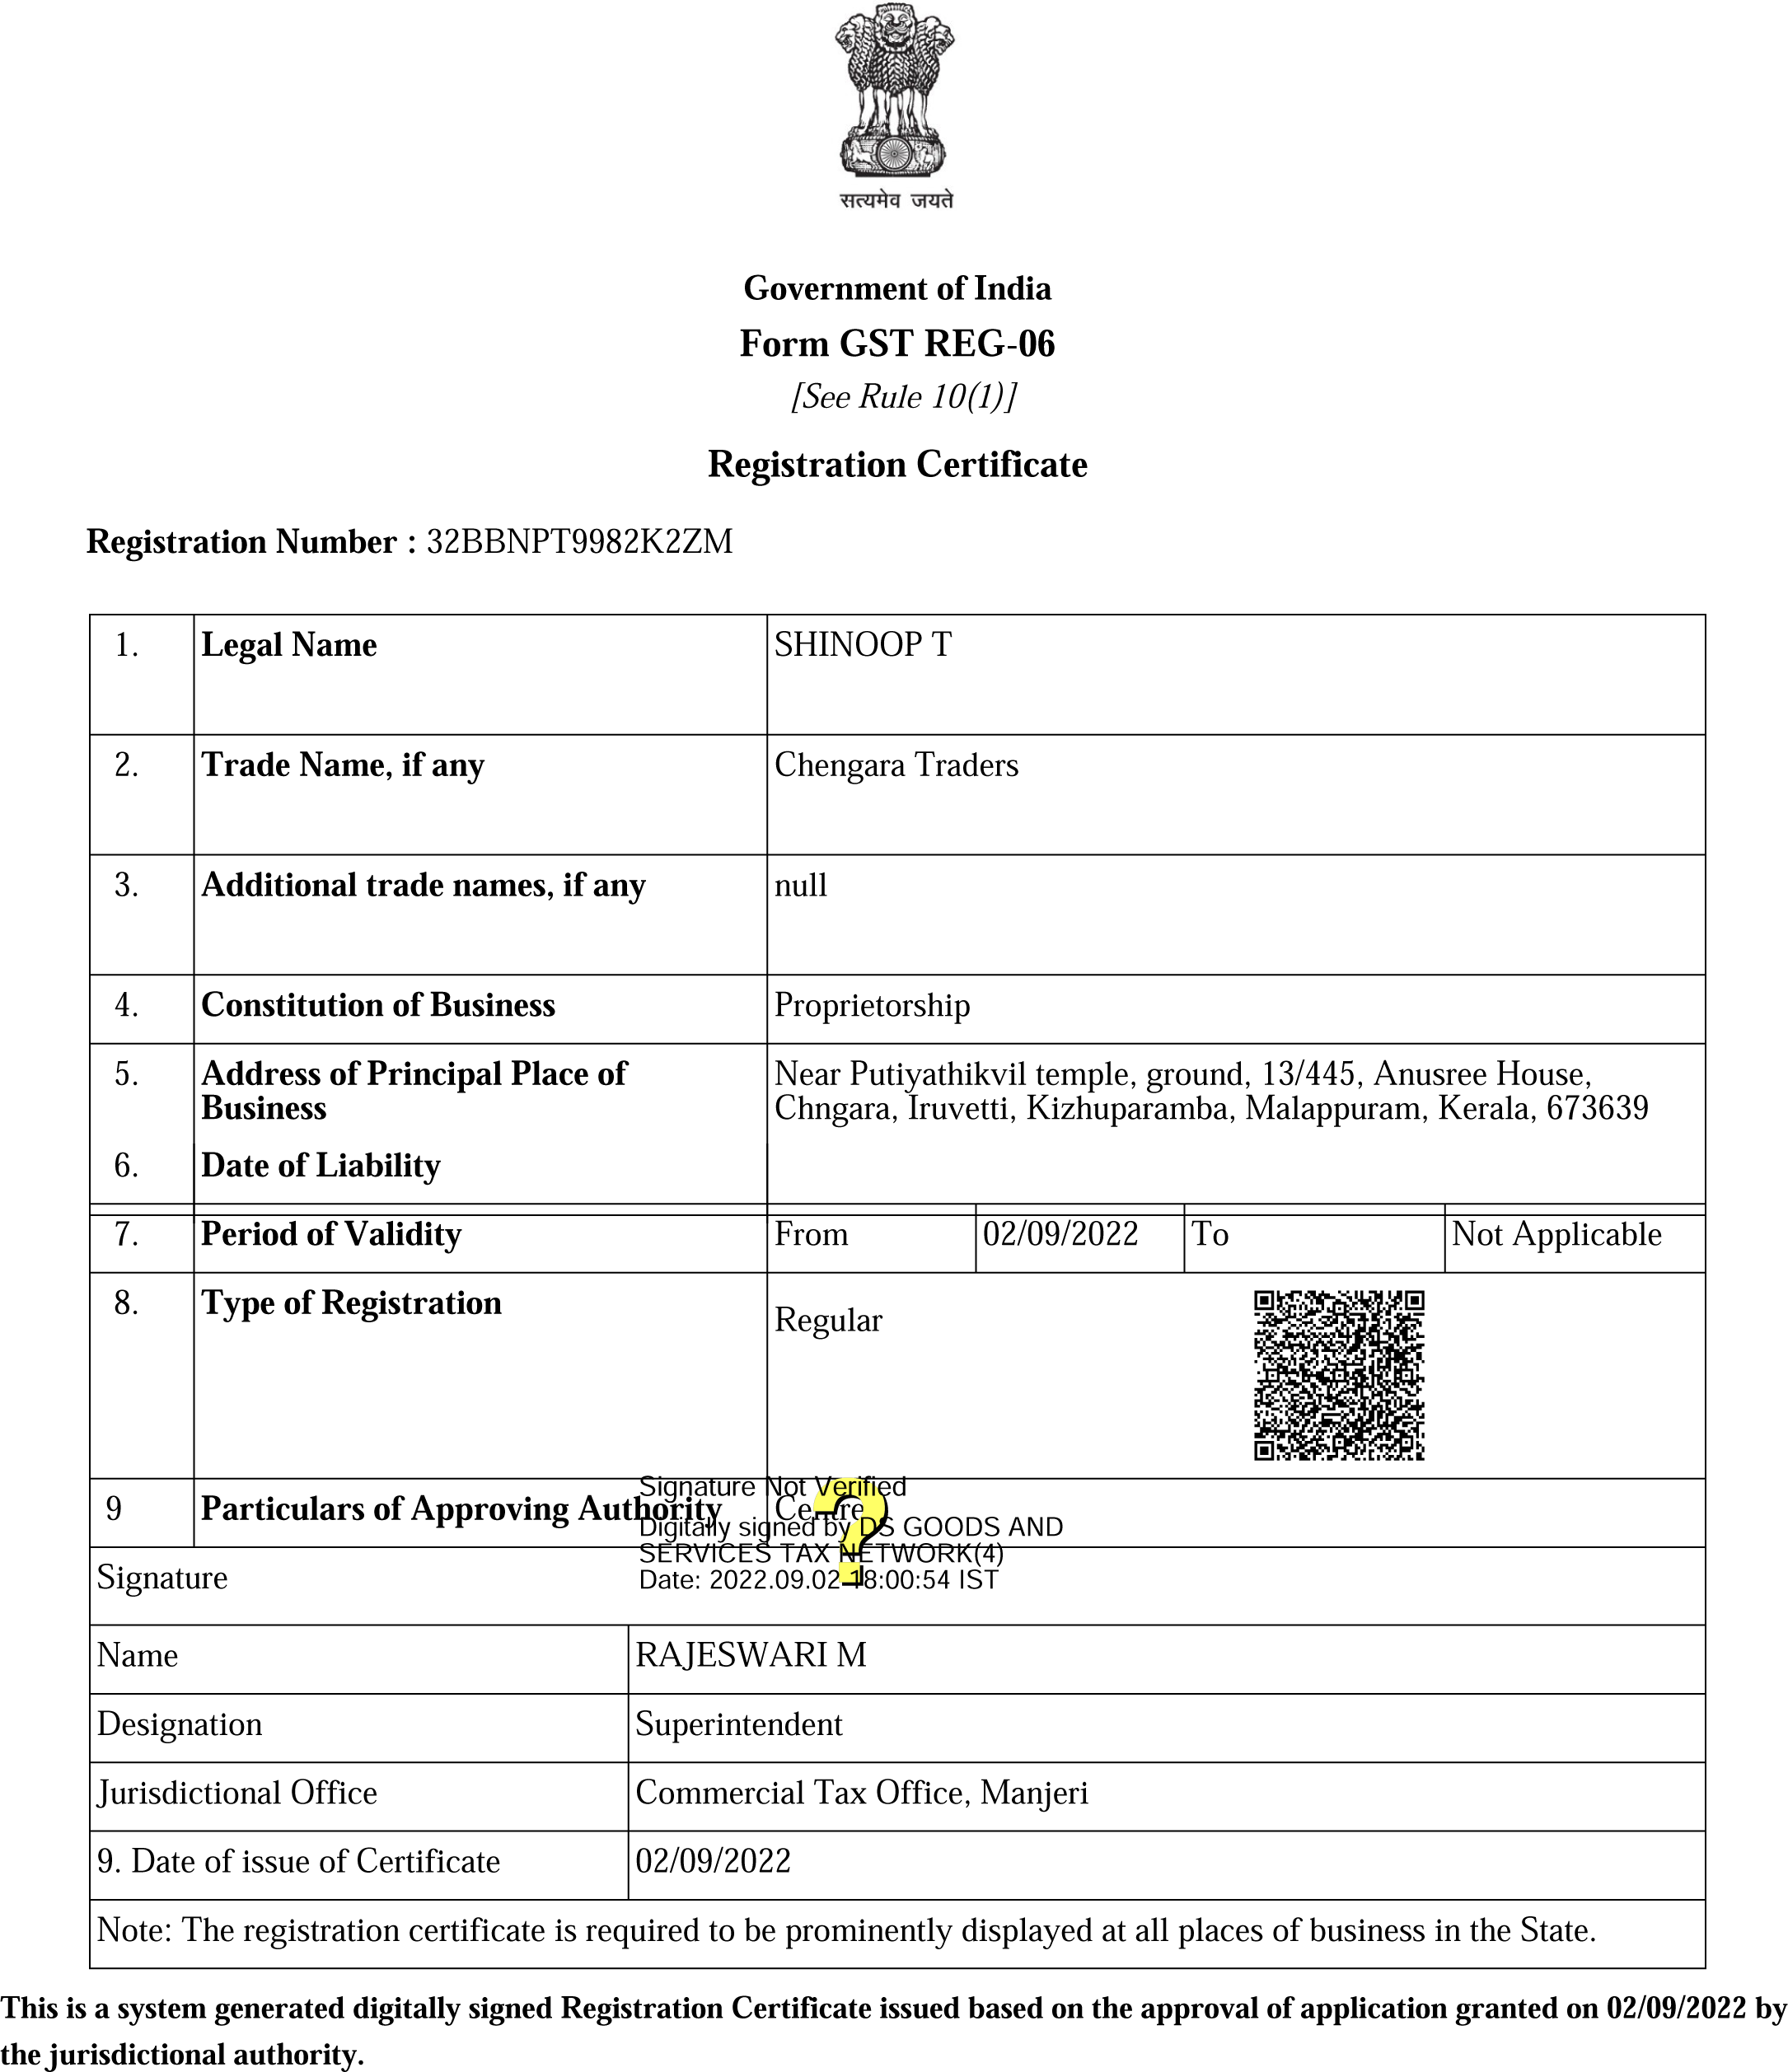 सत्यमेव जयते
Government of India
Form GST REG-06
[See Rule 10(1)]
Registration Certificate
Registration Number : 32BBNPT9982K2ZM
1. Legal Name SHINOOP T
2. Trade Name, if any Chengara Traders
3. Additional trade names, if any null
4. Constitution of Business Proprietorship
5. Address of Principal Place of Business Near Putiyathikvil temple, ground, 13/445, Anusree House,
Chngara, Iruvetti, Kizhuparamba, Malappuram, Kerala, 673639
6. Date of Liability
7. Period of Validity From 02/09/2022 To Not Applicable
8. Type of Registration Regular
9 Particulars of Approving Authority Centre
Signature Not Verified
Digitally signed by DS GOODS AND
SERVICES TAX NETWORK(4)
Date: 2022.09.02 18:00:54 IST
?
Signature
Name RAJESWARI M
Designation Superintendent
Jurisdictional Office Commercial Tax Office, Manjeri
9. Date of issue of Certificate 02/09/2022
Note: The registration certificate is required to be prominently displayed at all places of business in the State.
This is a system generated digitally signed Registration Certificate issued based on the approval of application granted on 02/09/2022 by
the jurisdictional authority.